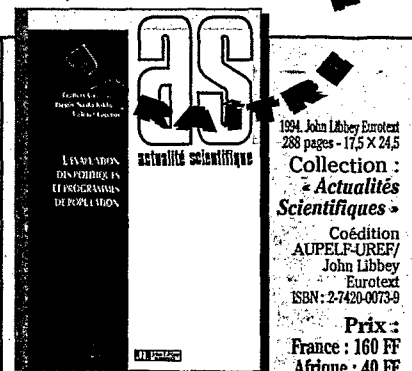 as
actualité scientifique
L'EVALUATION
DES POLITIQUES
ET PROGRAMMES
DE POPULATION
1994. John Libbey Eurotext
288 pages - 17,5 × 24,5
Collection :
« Actualités
Scientifiques »
Coédition
AUPELF-UREF/
John Libbey
Eurotext
ISBN : 2-7420-0073-9
Prix :
France : 160 FF
Afrique : 40 FF